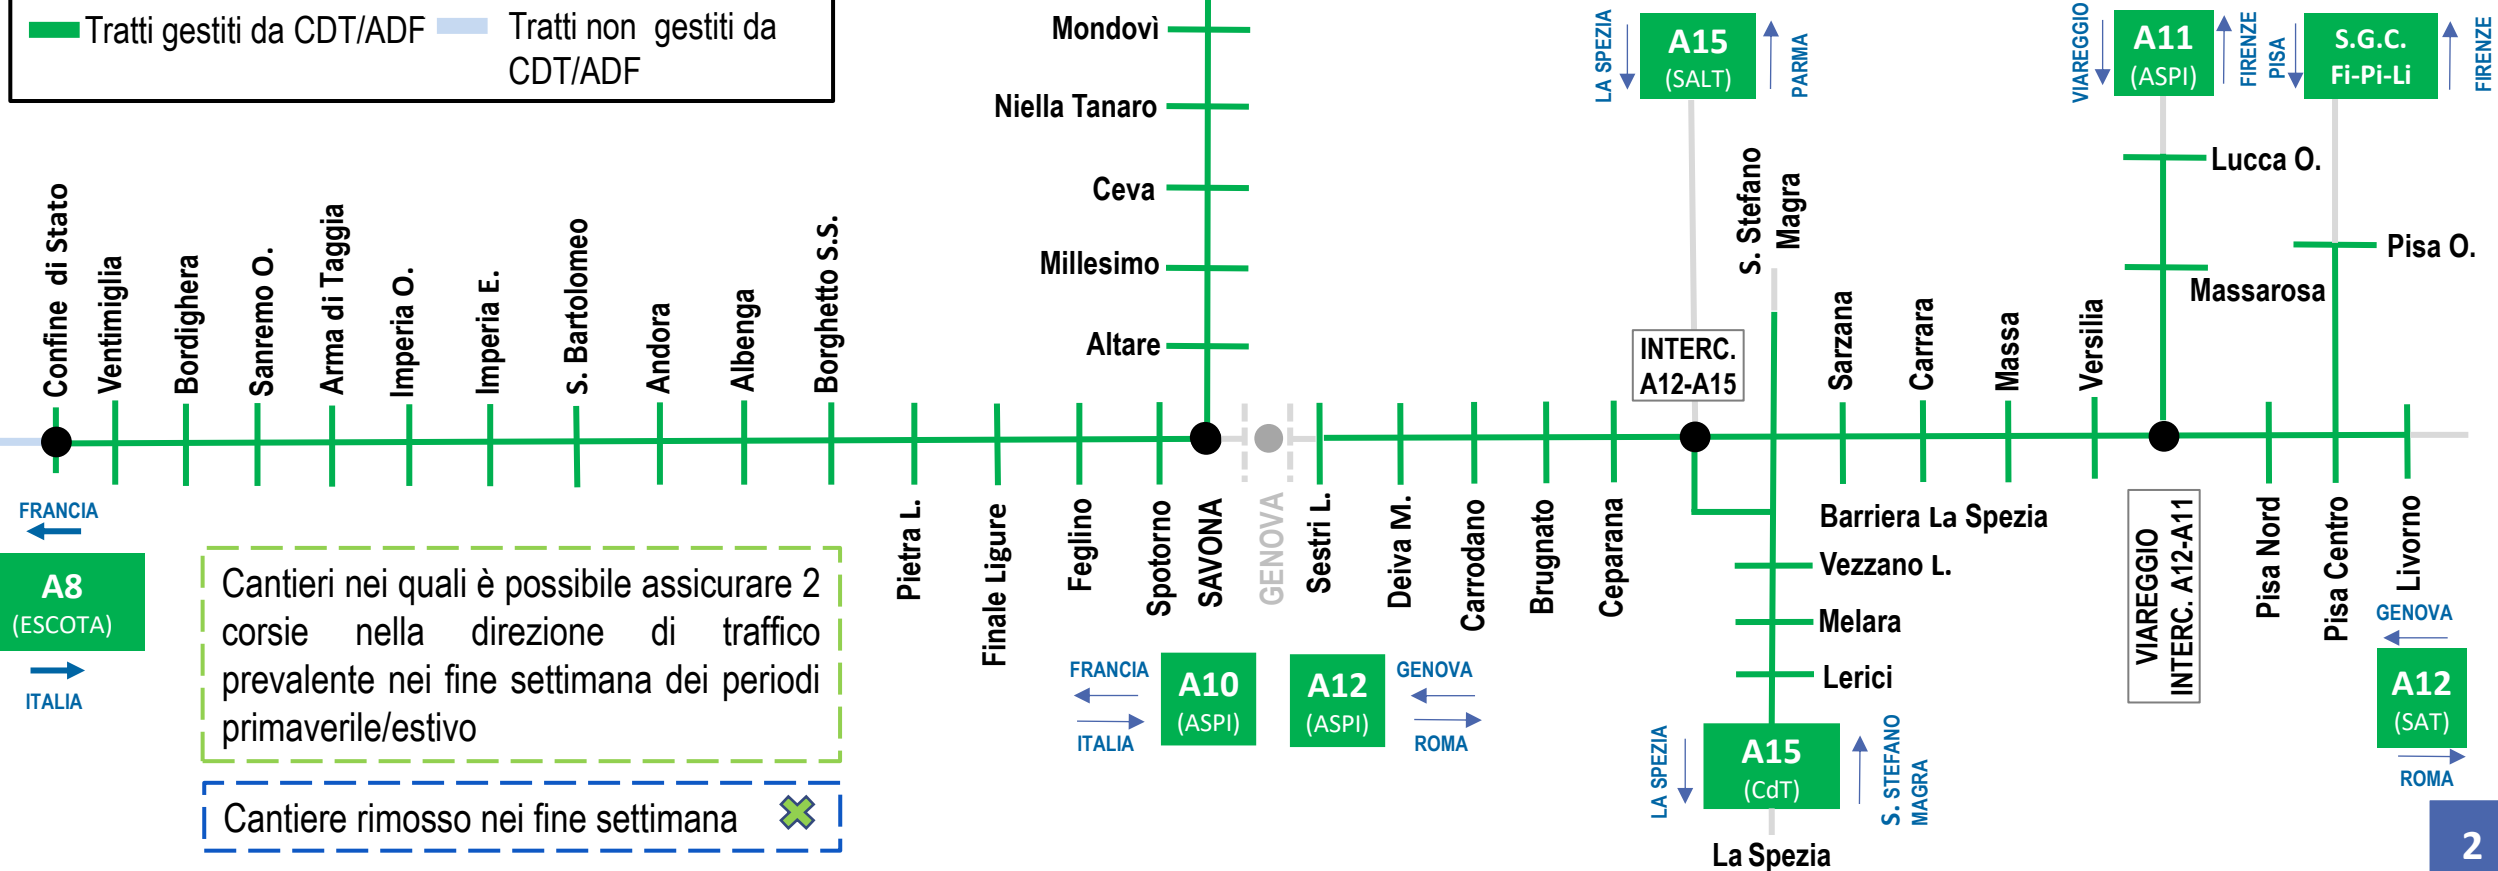 Tratti gestiti da CDT/ADF
Tratti non gestiti da
CDT/ADF
Mondovì
Niella Tanaro
Ceva
Millesimo
Altare
LA SPEZIA
A15
(SALT)
PARMA
VIAREGGIO
A11
(ASPI)
FIRENZE
PISA
S.G.C.
Fi-Pi-Li
FIRENZE
Lucca O.
Massarosa
Pisa O.
S. Stefano
Magra
INTERC.
A12-A15
Confine di Stato
Ventimiglia
Bordighera
Sanremo O.
Arma di Taggia
Imperia O.
Imperia E.
S. Bartolomeo
Andora
Albenga
Borghetto S.S.
Sarzana
Carrara
Massa
Versilia
Pietra L.
Finale Ligure
Feglino
Spotorno
SAVONA
GENOVA
Sestri L.
Deiva M.
Carrodano
Brugnato
Ceparana
Barriera La Spezia
Vezzano L.
Melara
Lerici
VIAREGGIO
INTERC. A12-A11
Pisa Nord
Pisa Centro
Livorno
FRANCIA
A8
(ESCOTA)
ITALIA
Cantieri nei quali è possibile assicurare 2
corsie nella direzione di traffico
prevalente nei fine settimana dei periodi
primaverile/estivo
Cantiere rimosso nei fine settimana
FRANCIA
ITALIA
A10
(ASPI)
A12
(ASPI)
GENOVA
ROMA
LA SPEZIA
A15
(CdT)
S. STEFANO
MAGRA
La Spezia
GENOVA
A12
(SAT)
ROMA
2